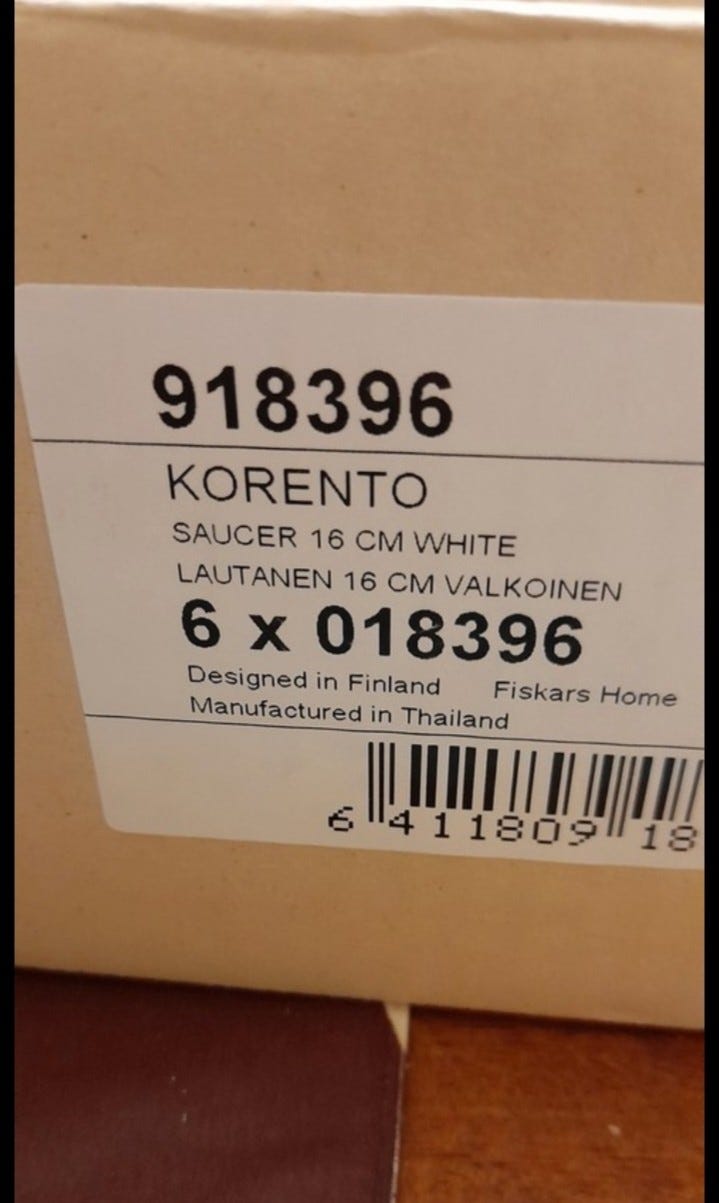 918396
KORENTO
SAUCER 16 CM WHITE
LAUTANEN 16 CM VALKOINEN
6 x 018396
Designed in Finland Fiskars Home
Manufactured in Thailand
6 411809 18